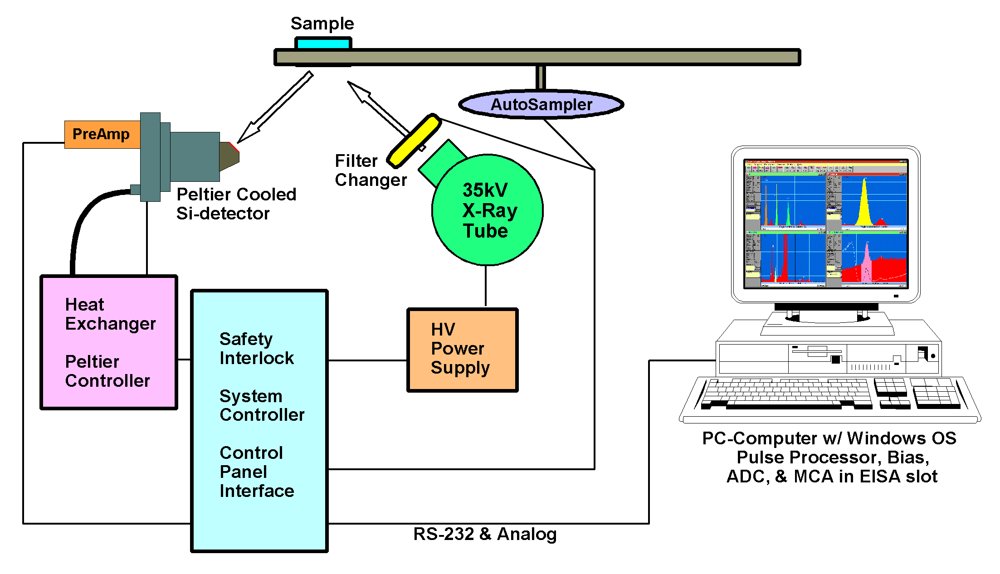 Sample
AutoSampler
PreAmp
Filter
Changer
Peltier Cooled
Si-detector
35kV
X-Ray
Tube
Heat
Exchanger
Peltier
Controller
Safety
Interlock
System
Controller
Control
Panel
Interface
HV
Power
Supply
PC-Computer w/ Windows OS
Pulse Processor, Bias,
ADC, & MCA in EISA slot
RS-232 & Analog